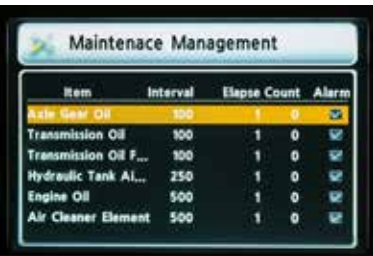 Maintenace Management
Item Interval Elapse Count Alarm
Axle Gear Oil 100 1 0
Transmission Oil 100 1 0
Transmission Oil F... 100 1 0
Hydraulic Tank Ai... 250 1 0
Engine Oil 500 1 0
Air Cleaner Element 500 1 0